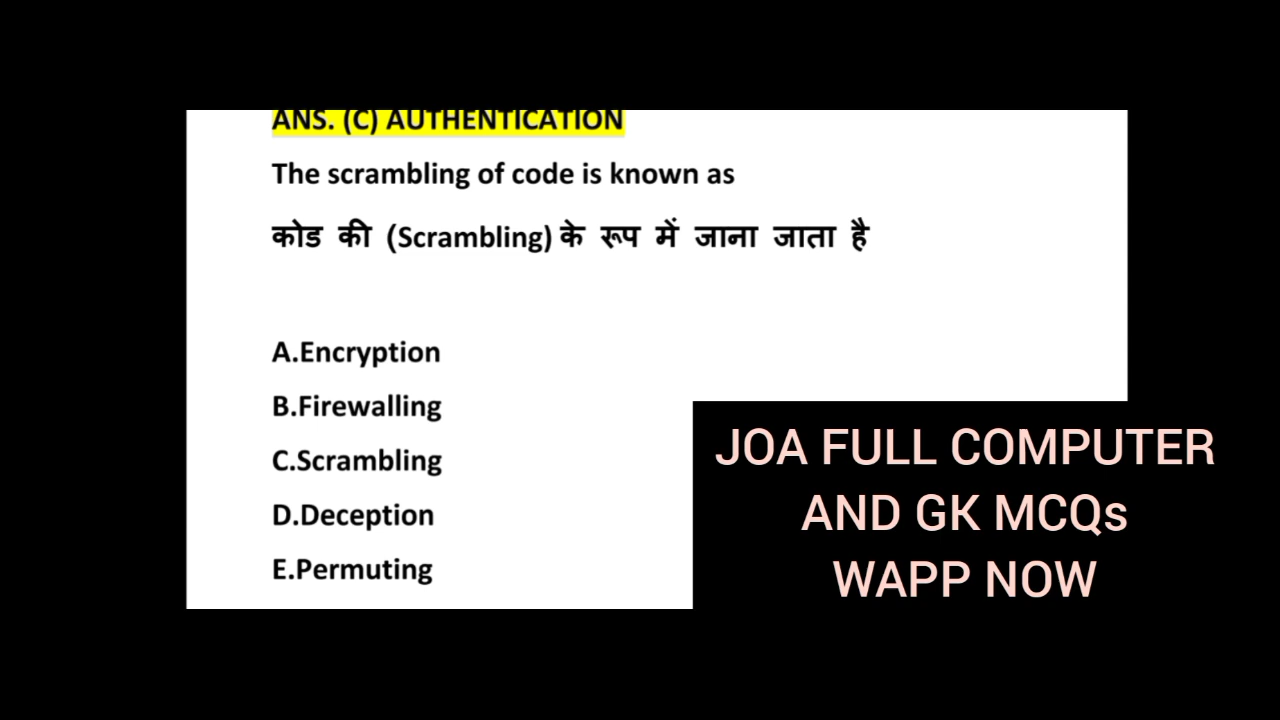 ANS. (C) AUTHENTICATION
The scrambling of code is known as
कोड की (Scrambling) के रूप में जाना जाता है
A.Encryption
B.Firewalling
C.Scrambling
D.Deception
E.Permuting
JOA FULL COMPUTER
AND GK MCQs
WAPP NOW